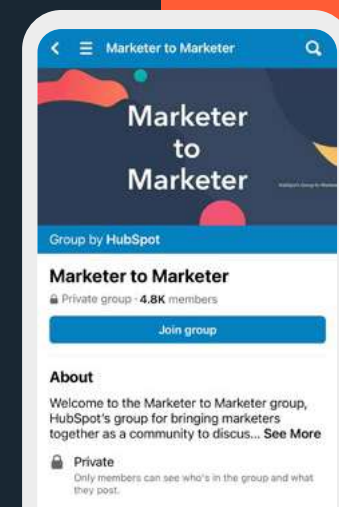 Marketer to Marketer
Marketer
to
Marketer
Group by HubSpot
Marketer to Marketer
Private group · 4.8K members
Join group
About
Welcome to the Marketer to Marketer group,
HubSpot's group for bringing marketers
together as a community to discus... See More
Private
Only members can see who's in the group and what
they post.